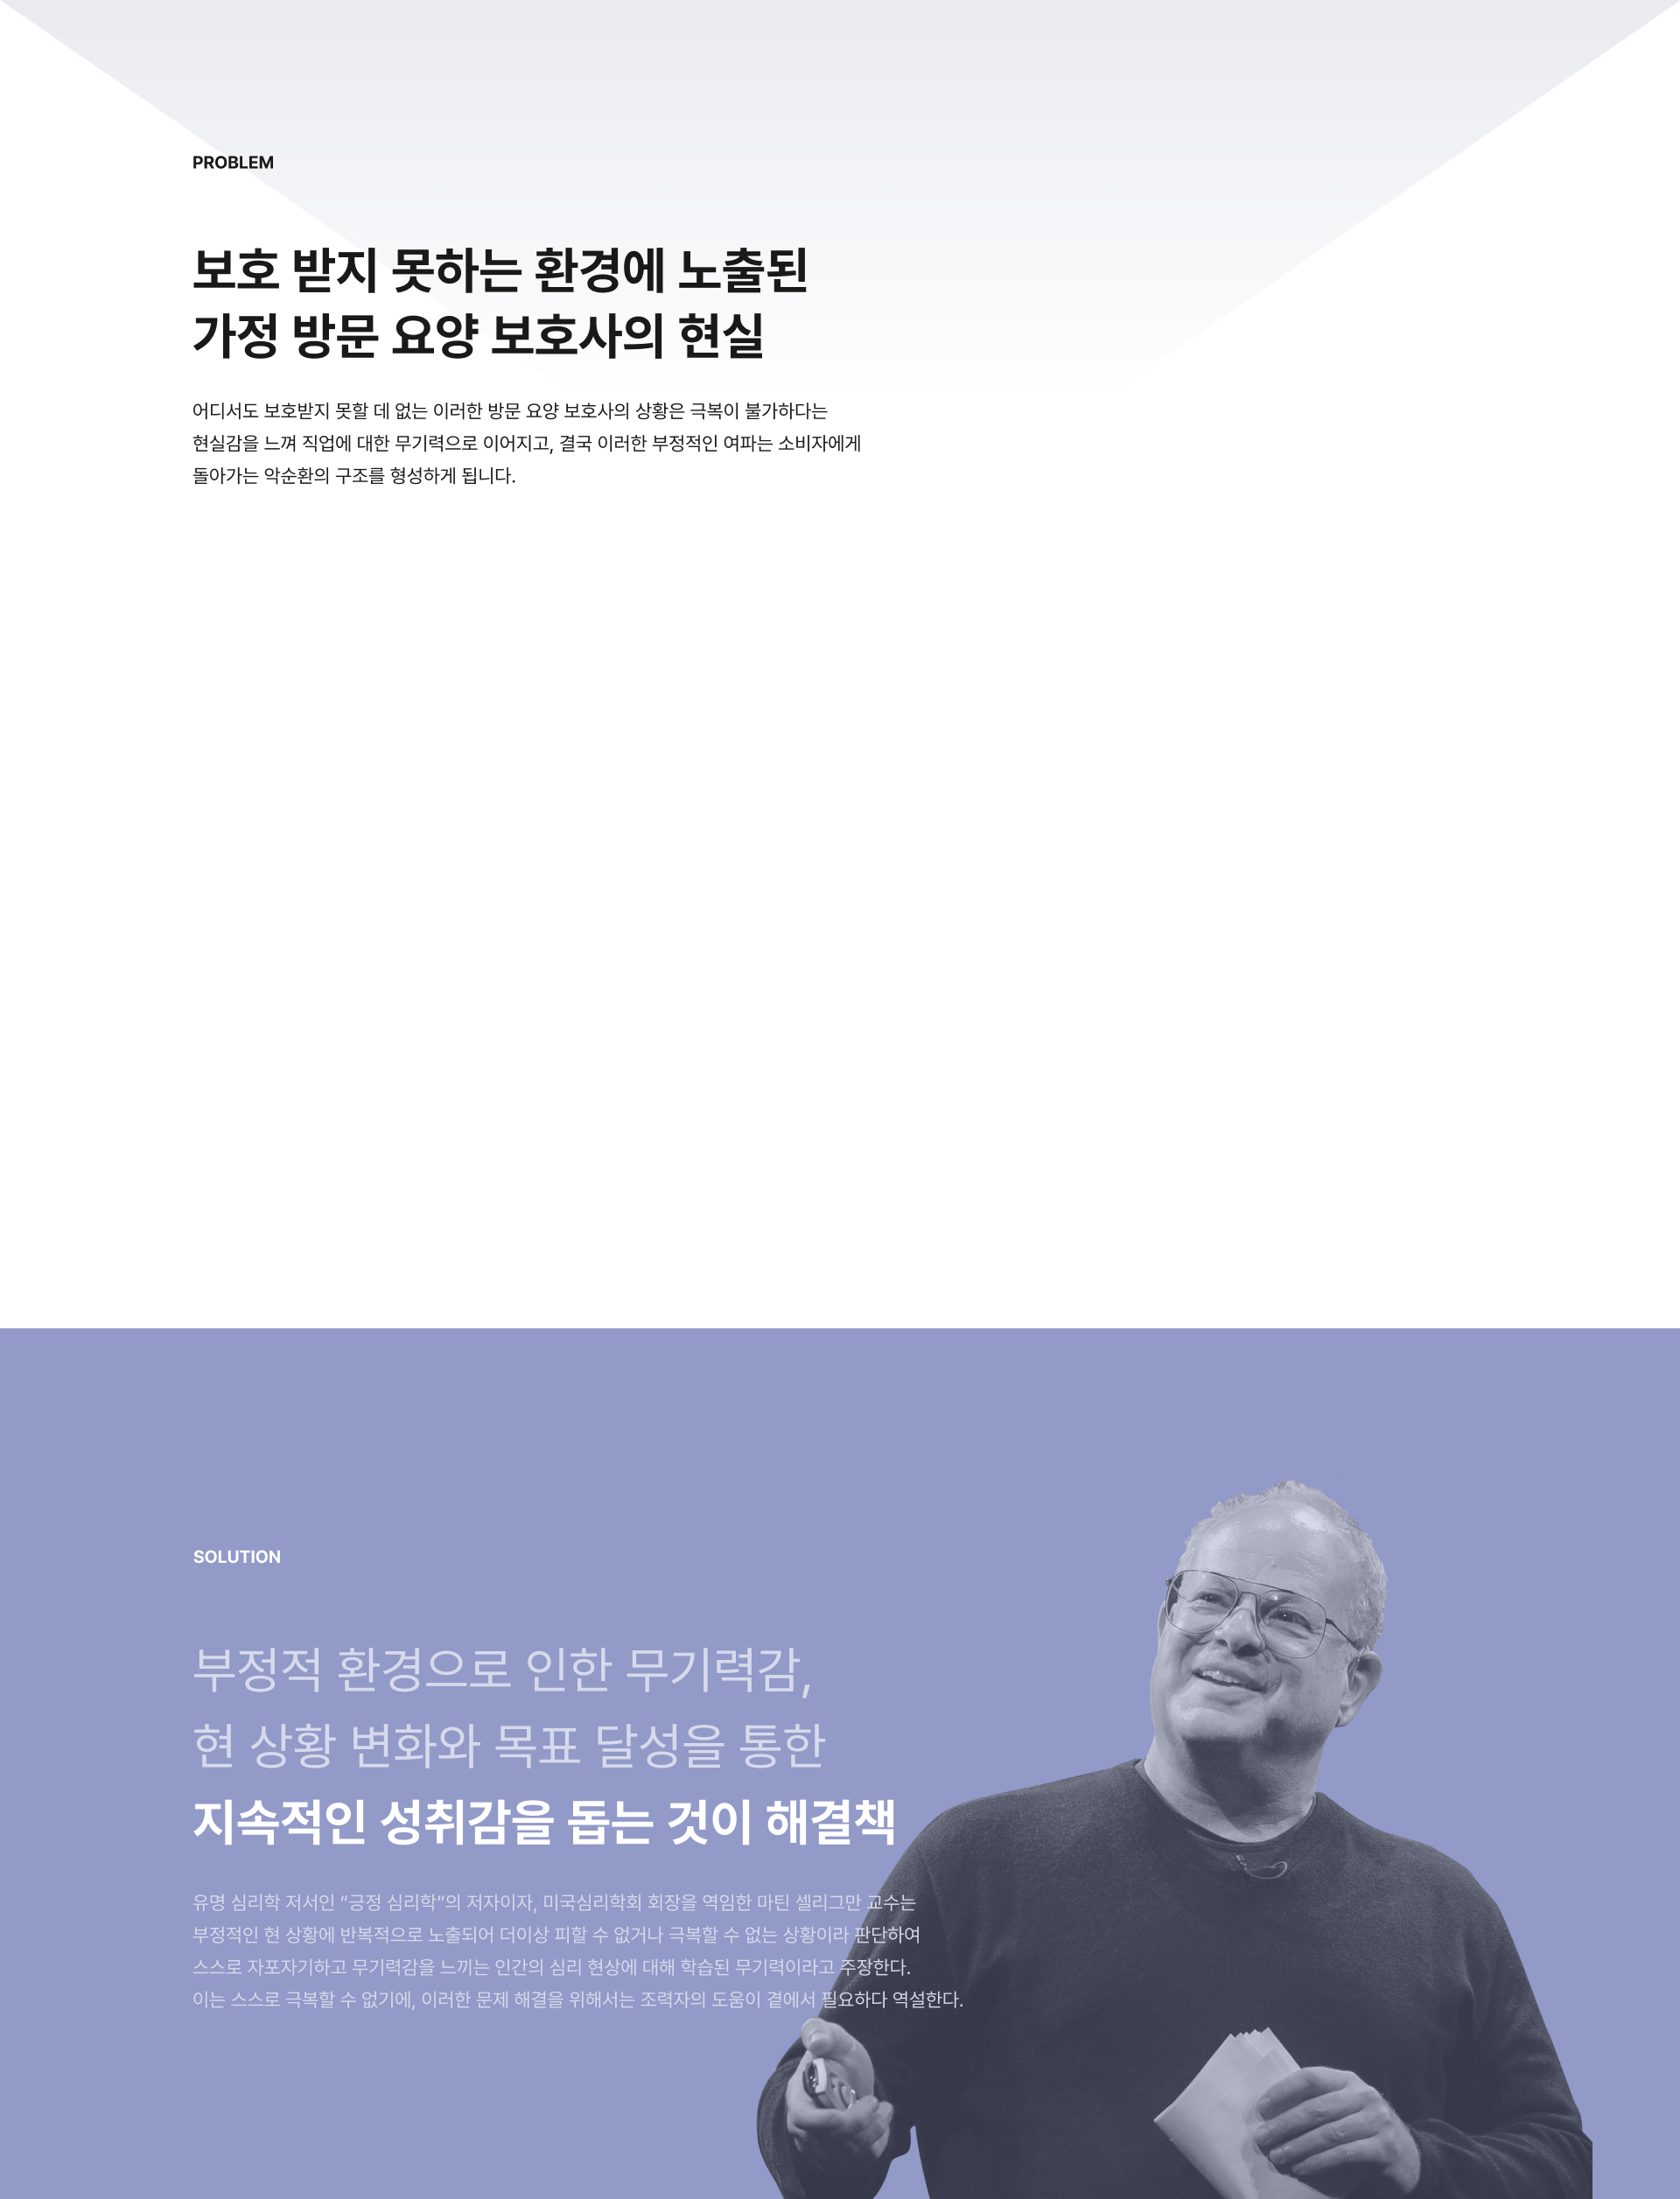 PROBLEM
보호 받지 못하는 환경에 노출된
가정 방문 요양 보호사의 현실
어디서도 보호받지 못할 데 없는 이러한 방문 요양 보호사의 상황은 극복이 불가하다는
현실감을 느껴 직업에 대한 무기력으로 이어지고, 결국 이러한 부정적인 여파는 소비자에게
돌아가는 악순환의 구조를 형성하게 됩니다.
SOLUTION
부정적 환경으로 인한 무기력감,
현 상황 변화와 목표 달성을 통한
지속적인 성취감을 돕는 것이 해결책
유명 심리학 저서인 “긍정 심리학”의 저자이자, 미국심리학회 회장을 역임한 마틴 셀리그만 교수는
부정적인 현 상황에 반복적으로 노출되어 더이상 피할 수 없거나 극복할 수 없는 상황이라 판단하여
스스로 자포자기하고 무기력감을 느끼는 인간의 심리 현상에 대해 학습된 무기력이라고 주장한다.
이는 스스로 극복할 수 없기에, 이러한 문제 해결을 위해서는 조력자의 도움이 곁에서 필요하다 역설한다.